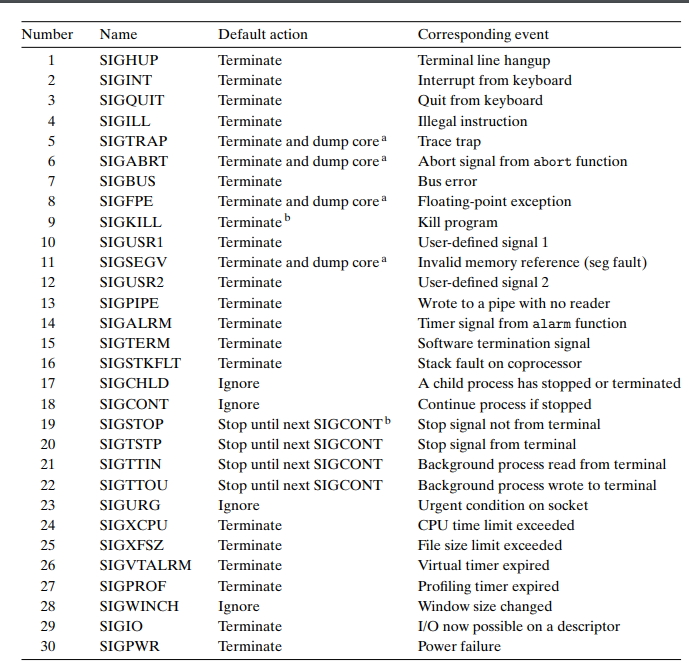 Number Name Default action Corresponding event
1 SIGHUP Terminate Terminal line hangup
2 SIGINT Terminate Interrupt from keyboard
3 SIGQUIT Terminate Quit from keyboard
4 SIGILL Terminate Illegal instruction
5 SIGTRAP Terminate and dump core a Trace trap
6 SIGABRT Terminate and dump core a Abort signal from abort function
7 SIGBUS Terminate Bus error
8 SIGFPE Terminate and dump core a Floating-point exception
9 SIGKILL Terminate b Kill program
10 SIGUSR1 Terminate User-defined signal 1
11 SIGSEGV Terminate and dump core a Invalid memory reference (seg fault)
12 SIGUSR2 Terminate User-defined signal 2
13 SIGPIPE Terminate Wrote to a pipe with no reader
14 SIGALRM Terminate Timer signal from alarm function
15 SIGTERM Terminate Software termination signal
16 SIGSTKFLT Terminate Stack fault on coprocessor
17 SIGCHLD Ignore A child process has stopped or terminated
18 SIGCONT Ignore Continue process if stopped
19 SIGSTOP Stop until next SIGCONT b Stop signal not from terminal
20 SIGTSTP Stop until next SIGCONT Stop signal from terminal
21 SIGTTIN Stop until next SIGCONT Background process read from terminal
22 SIGTTOU Stop until next SIGCONT Background process wrote to terminal
23 SIGURG Ignore Urgent condition on socket
24 SIGXCPU Terminate CPU time limit exceeded
25 SIGXFSZ Terminate File size limit exceeded
26 SIGVTALRM Terminate Virtual timer expired
27 SIGPROF Terminate Profiling timer expired
28 SIGWINCH Ignore Window size changed
29 SIGIO Terminate I/O now possible on a descriptor
30 SIGPWR Terminate Power failure